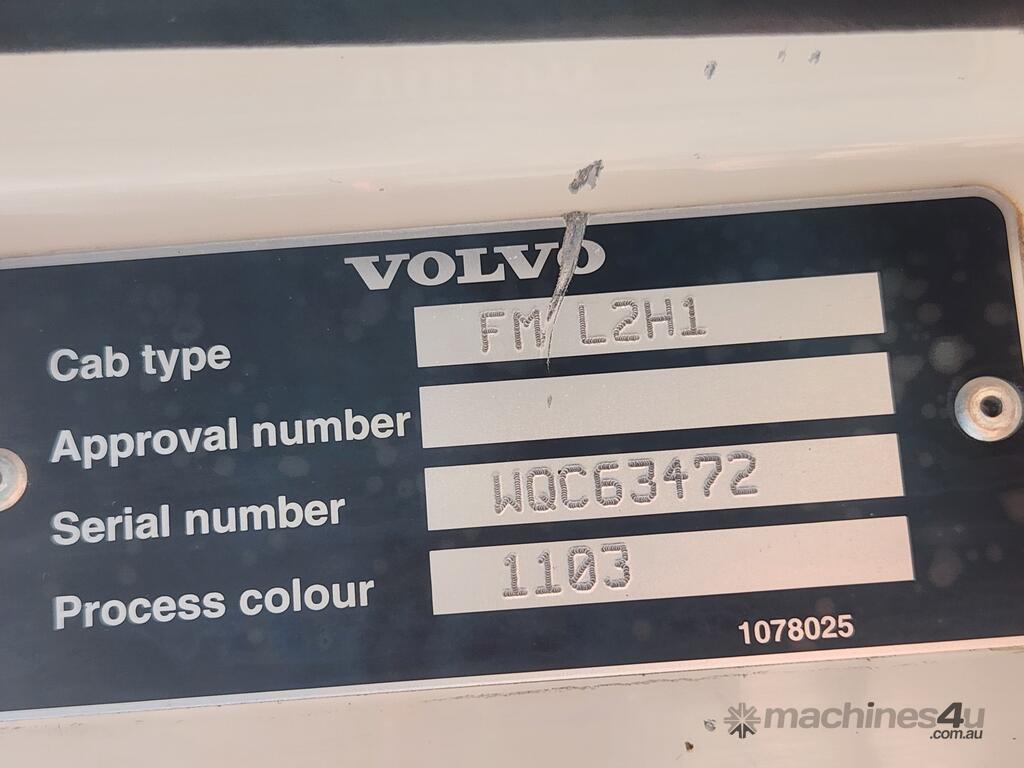 VOLVO
Cab type FM L2H1
Approval number
Serial number WQC63472
Process colour 1103
1078025
machines4u
.com.au